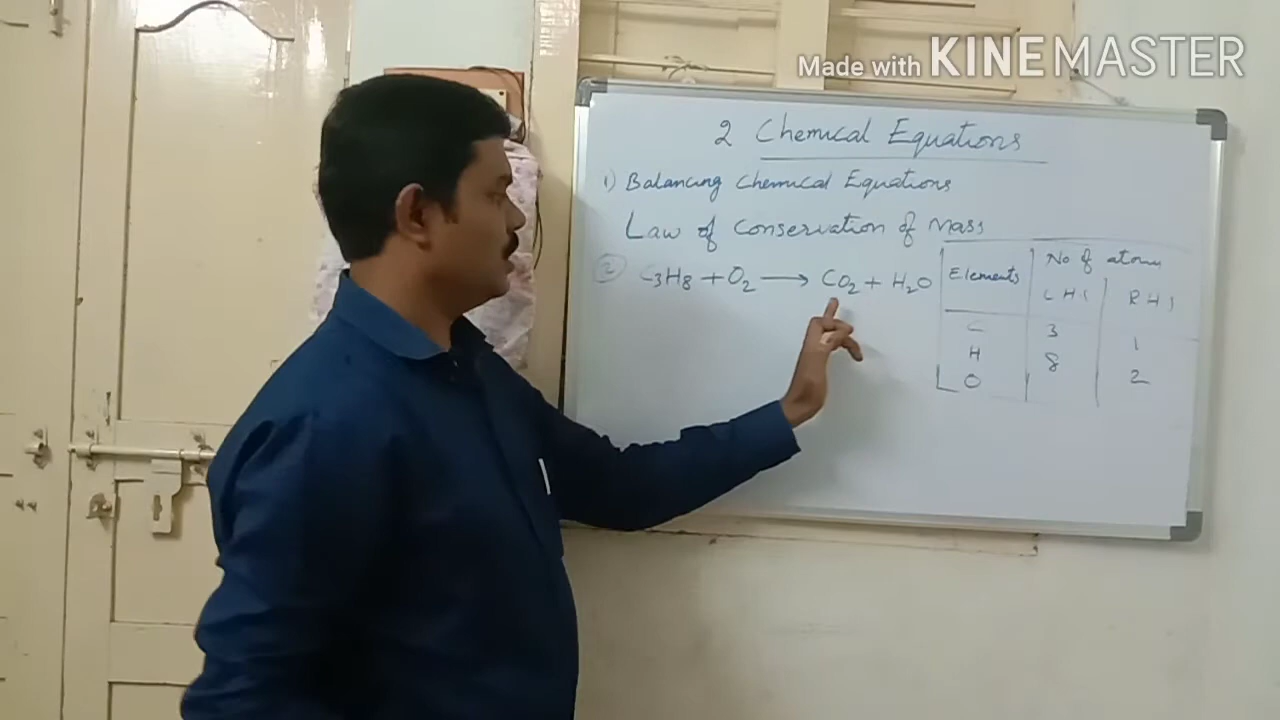 Made with KINEMASTER
2 Chemical Equations
1) Balancing Chemical Equations
Law of Conservation of Mass
2) C3H8 + O2 → CO2 + H2O
Elements No of atoms
LHS RHS
C 3 1
H 8 2
O